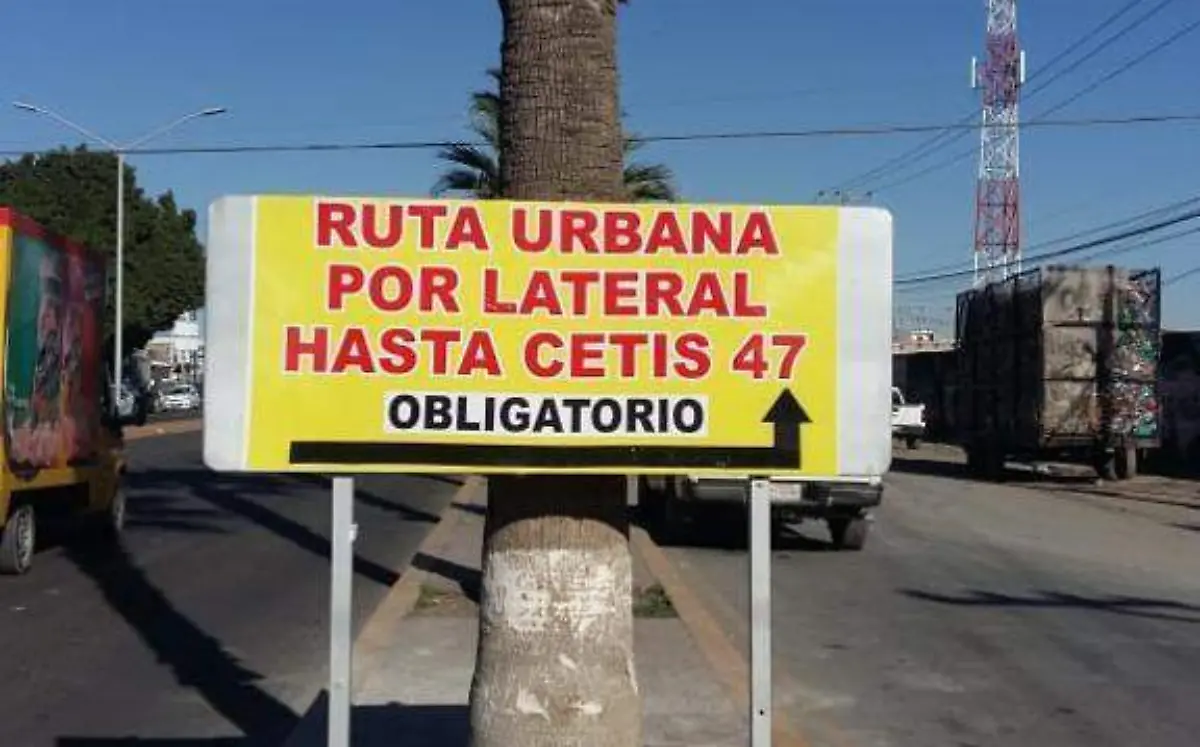 RUTA URBANA
POR LATERAL
HASTA CETIS 47
OBLIGATORIO